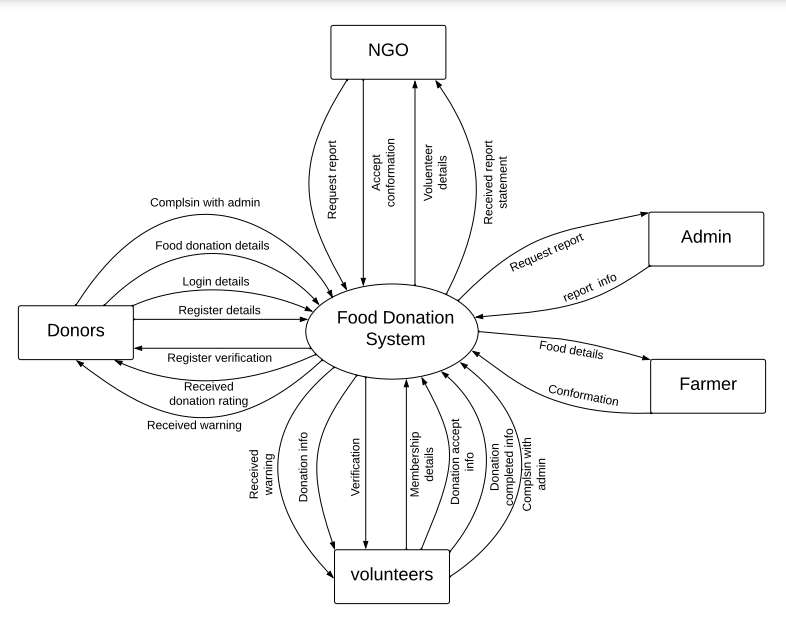 NGO
Request report
Accept
conformation
Voluenteer
details
Received report
statement
Complsin with admin
Food donation details
Login details
Register details
Donors
Register verification
Received
donation rating
Received warning
Food Donation
System
Request report
Admin
report info
Food details
Farmer
Conformation
Received
warning
Donation info
Verification
Membership
details
Donation accept
info
Donation
completed info
Complsin with
admin
volunteers